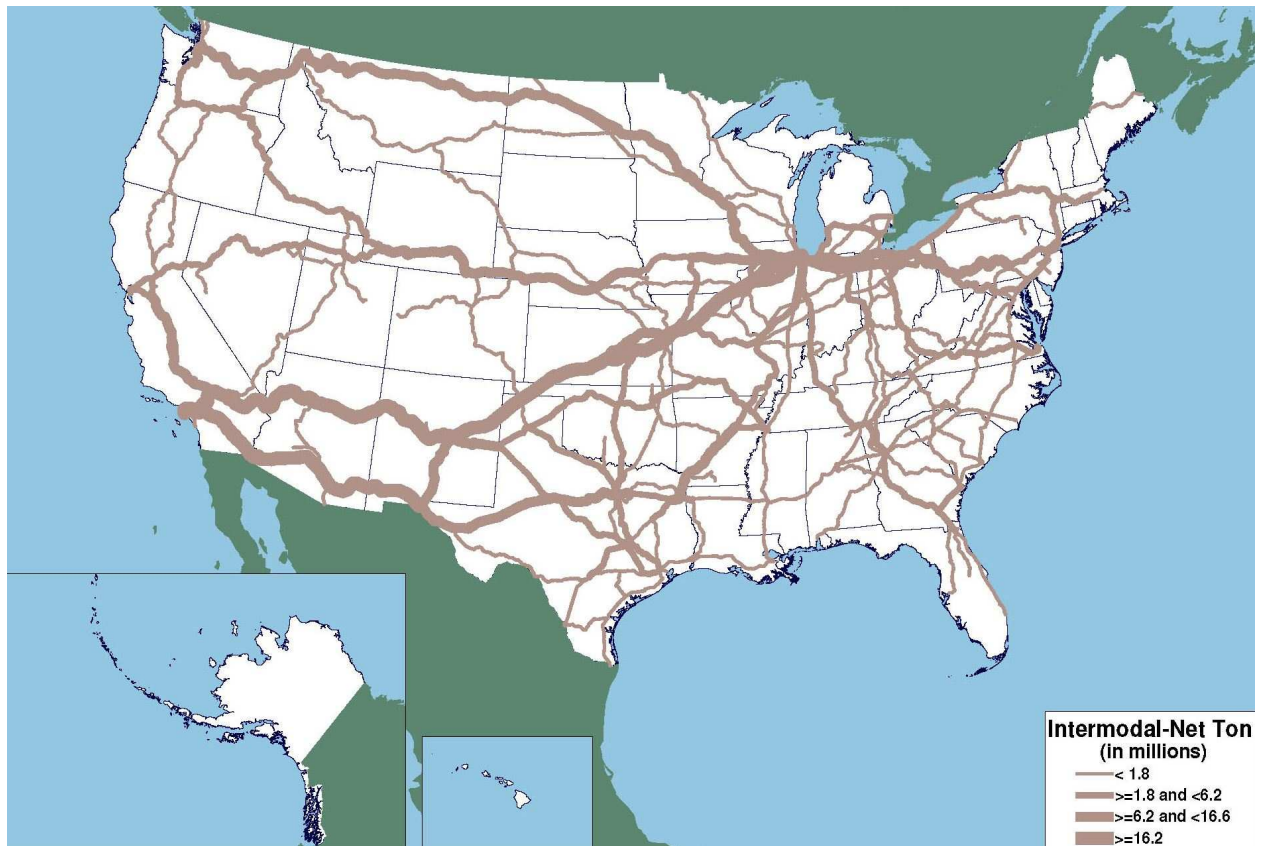 Intermodal-Net Ton
(in millions)
< 1.8
>=1.8 and <6.2
>=6.2 and <16.6
>=16.2